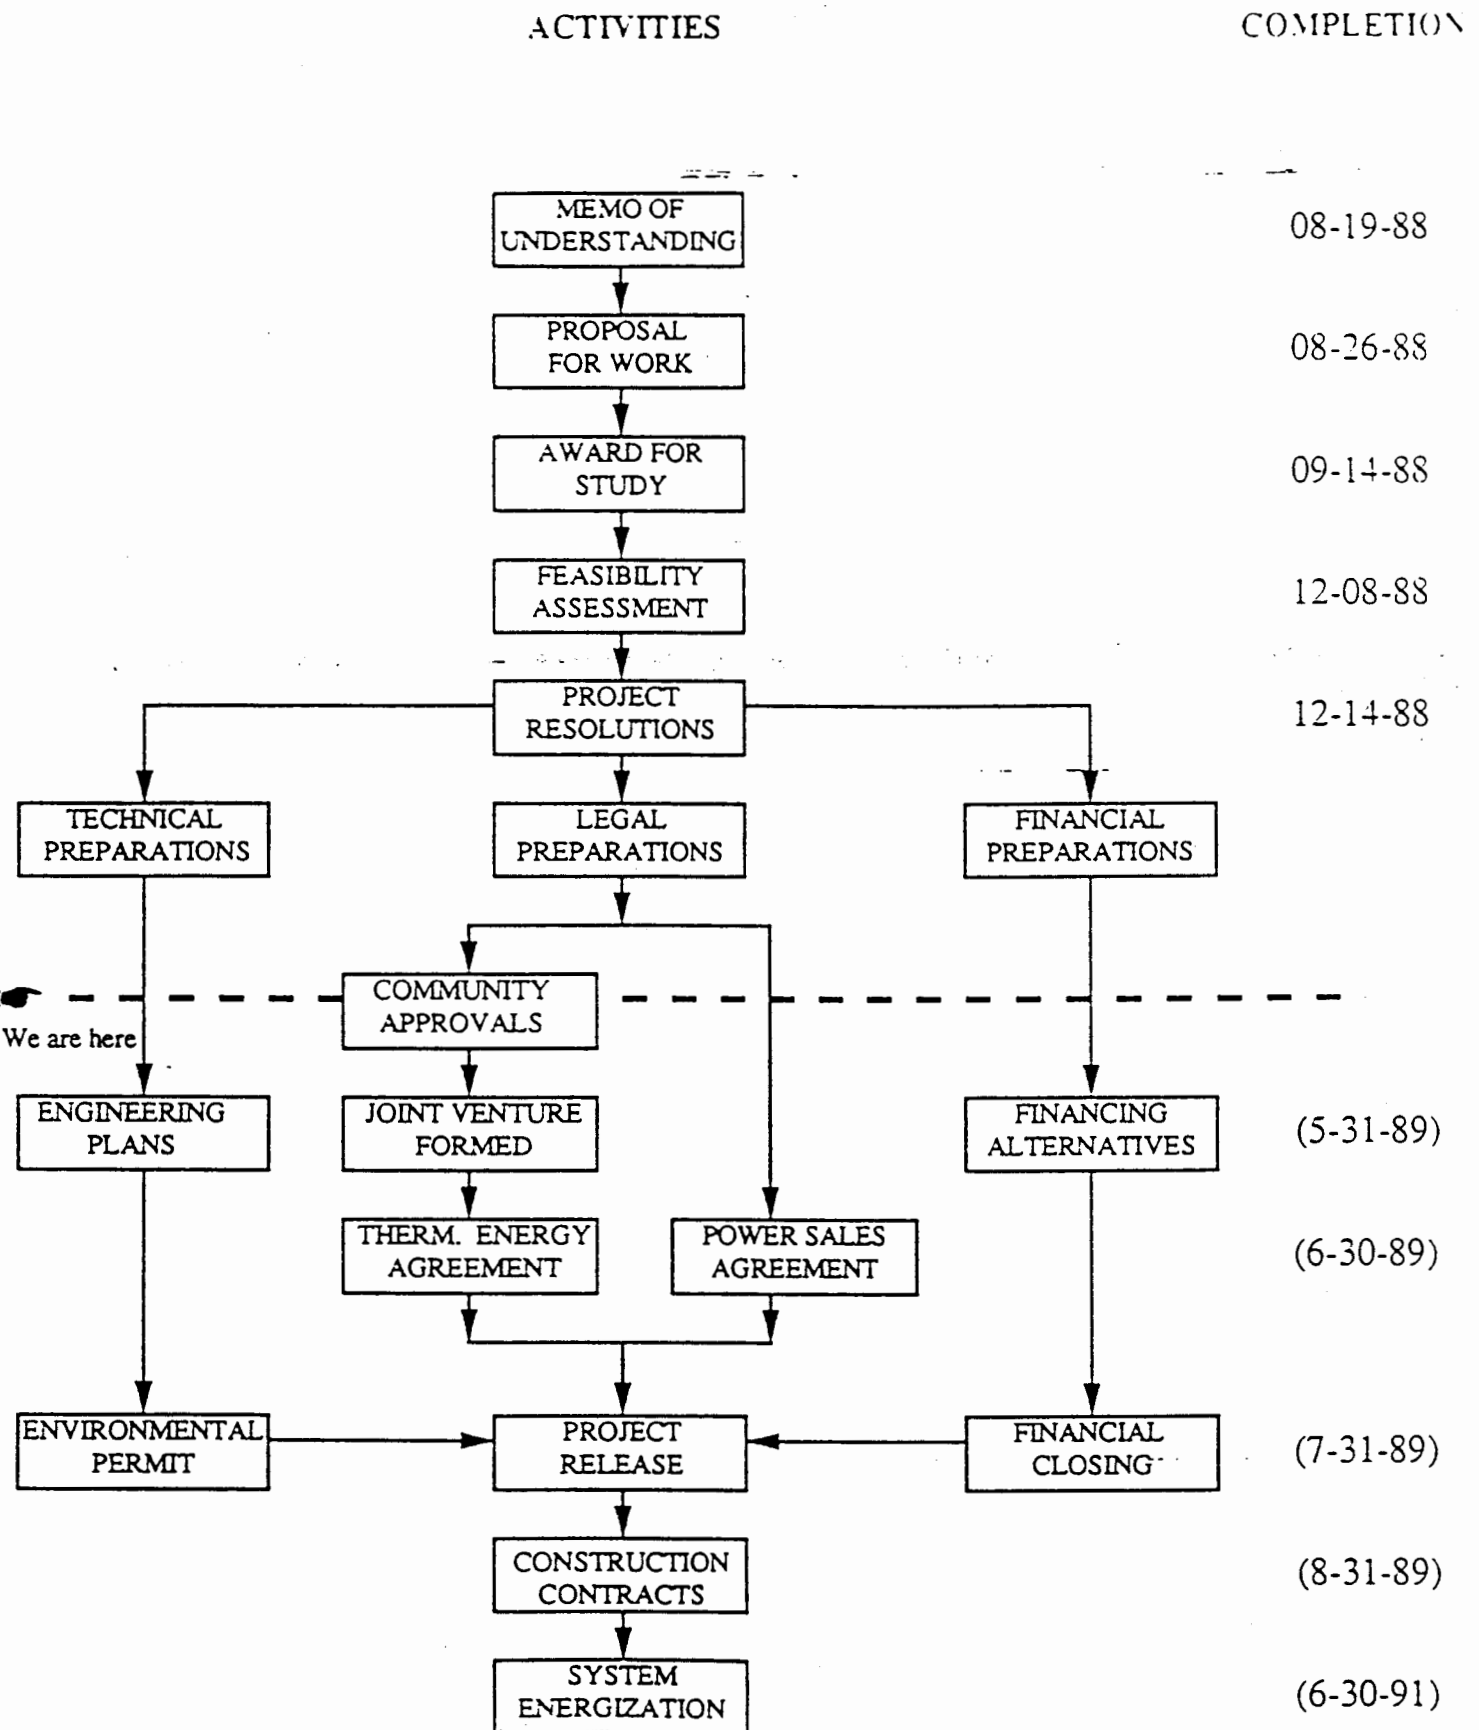 ACTIVITIES COMPLETION
MEMO OF
UNDERSTANDING
08-19-88
PROPOSAL
FOR WORK
08-26-88
AWARD FOR
STUDY
09-14-88
FEASIBILITY
ASSESSMENT
12-08-88
PROJECT
RESOLUTIONS
12-14-88
TECHNICAL
PREPARATIONS
LEGAL
PREPARATIONS
FINANCIAL
PREPARATIONS
COMMUNITY
APPROVALS
We are here
ENGINEERING
PLANS
JOINT VENTURE
FORMED
FINANCING
ALTERNATIVES
(5-31-89)
THERM. ENERGY
AGREEMENT
POWER SALES
AGREEMENT
(6-30-89)
ENVIRONMENTAL
PERMIT
PROJECT
RELEASE
FINANCIAL
CLOSING
(7-31-89)
CONSTRUCTION
CONTRACTS
(8-31-89)
SYSTEM
ENERGIZATION
(6-30-91)